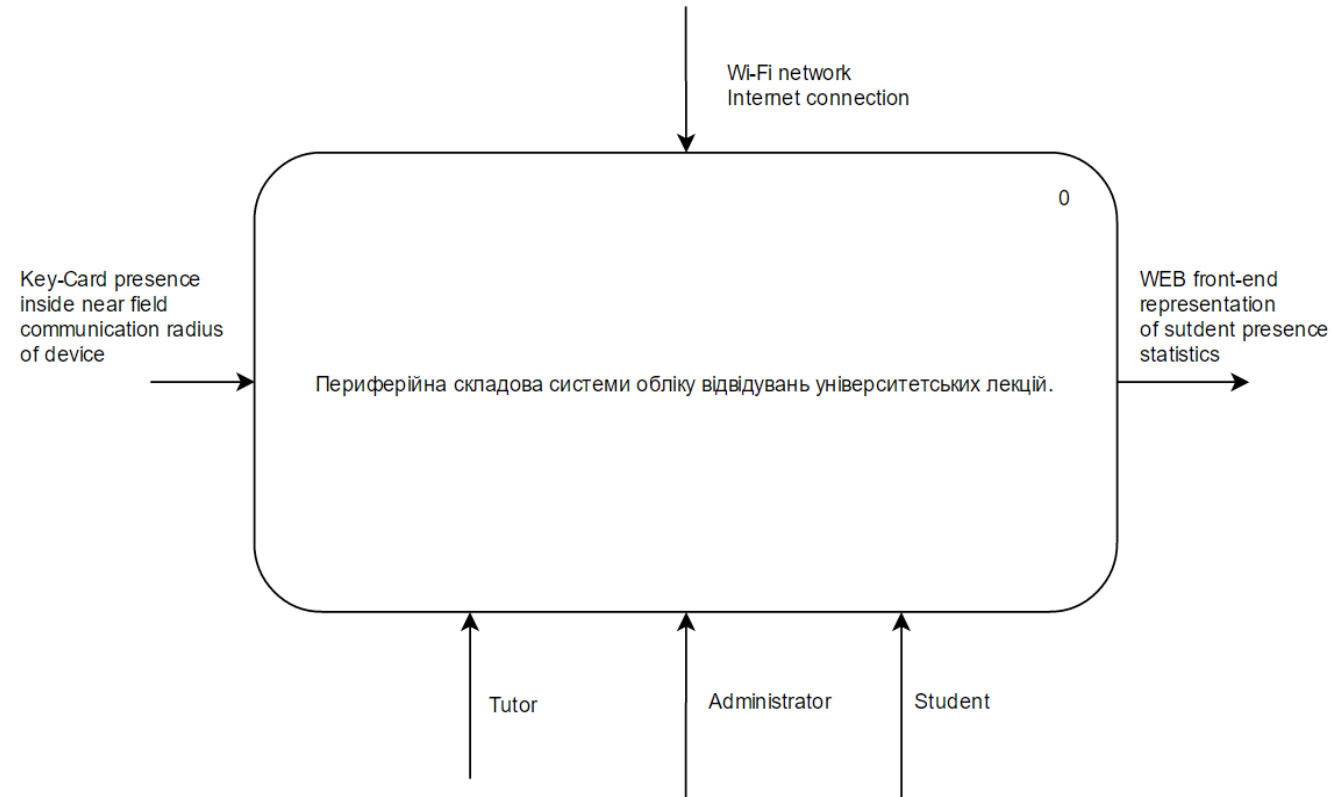 Wi-Fi network
Internet connection
0
Key-Card presence
inside near field
communication radius
of device
WEB front-end
representation
of sutdent presence
statistics
Периферійна складова системи обліку відвідувань університетських лекцій.
Tutor
Administrator
Student